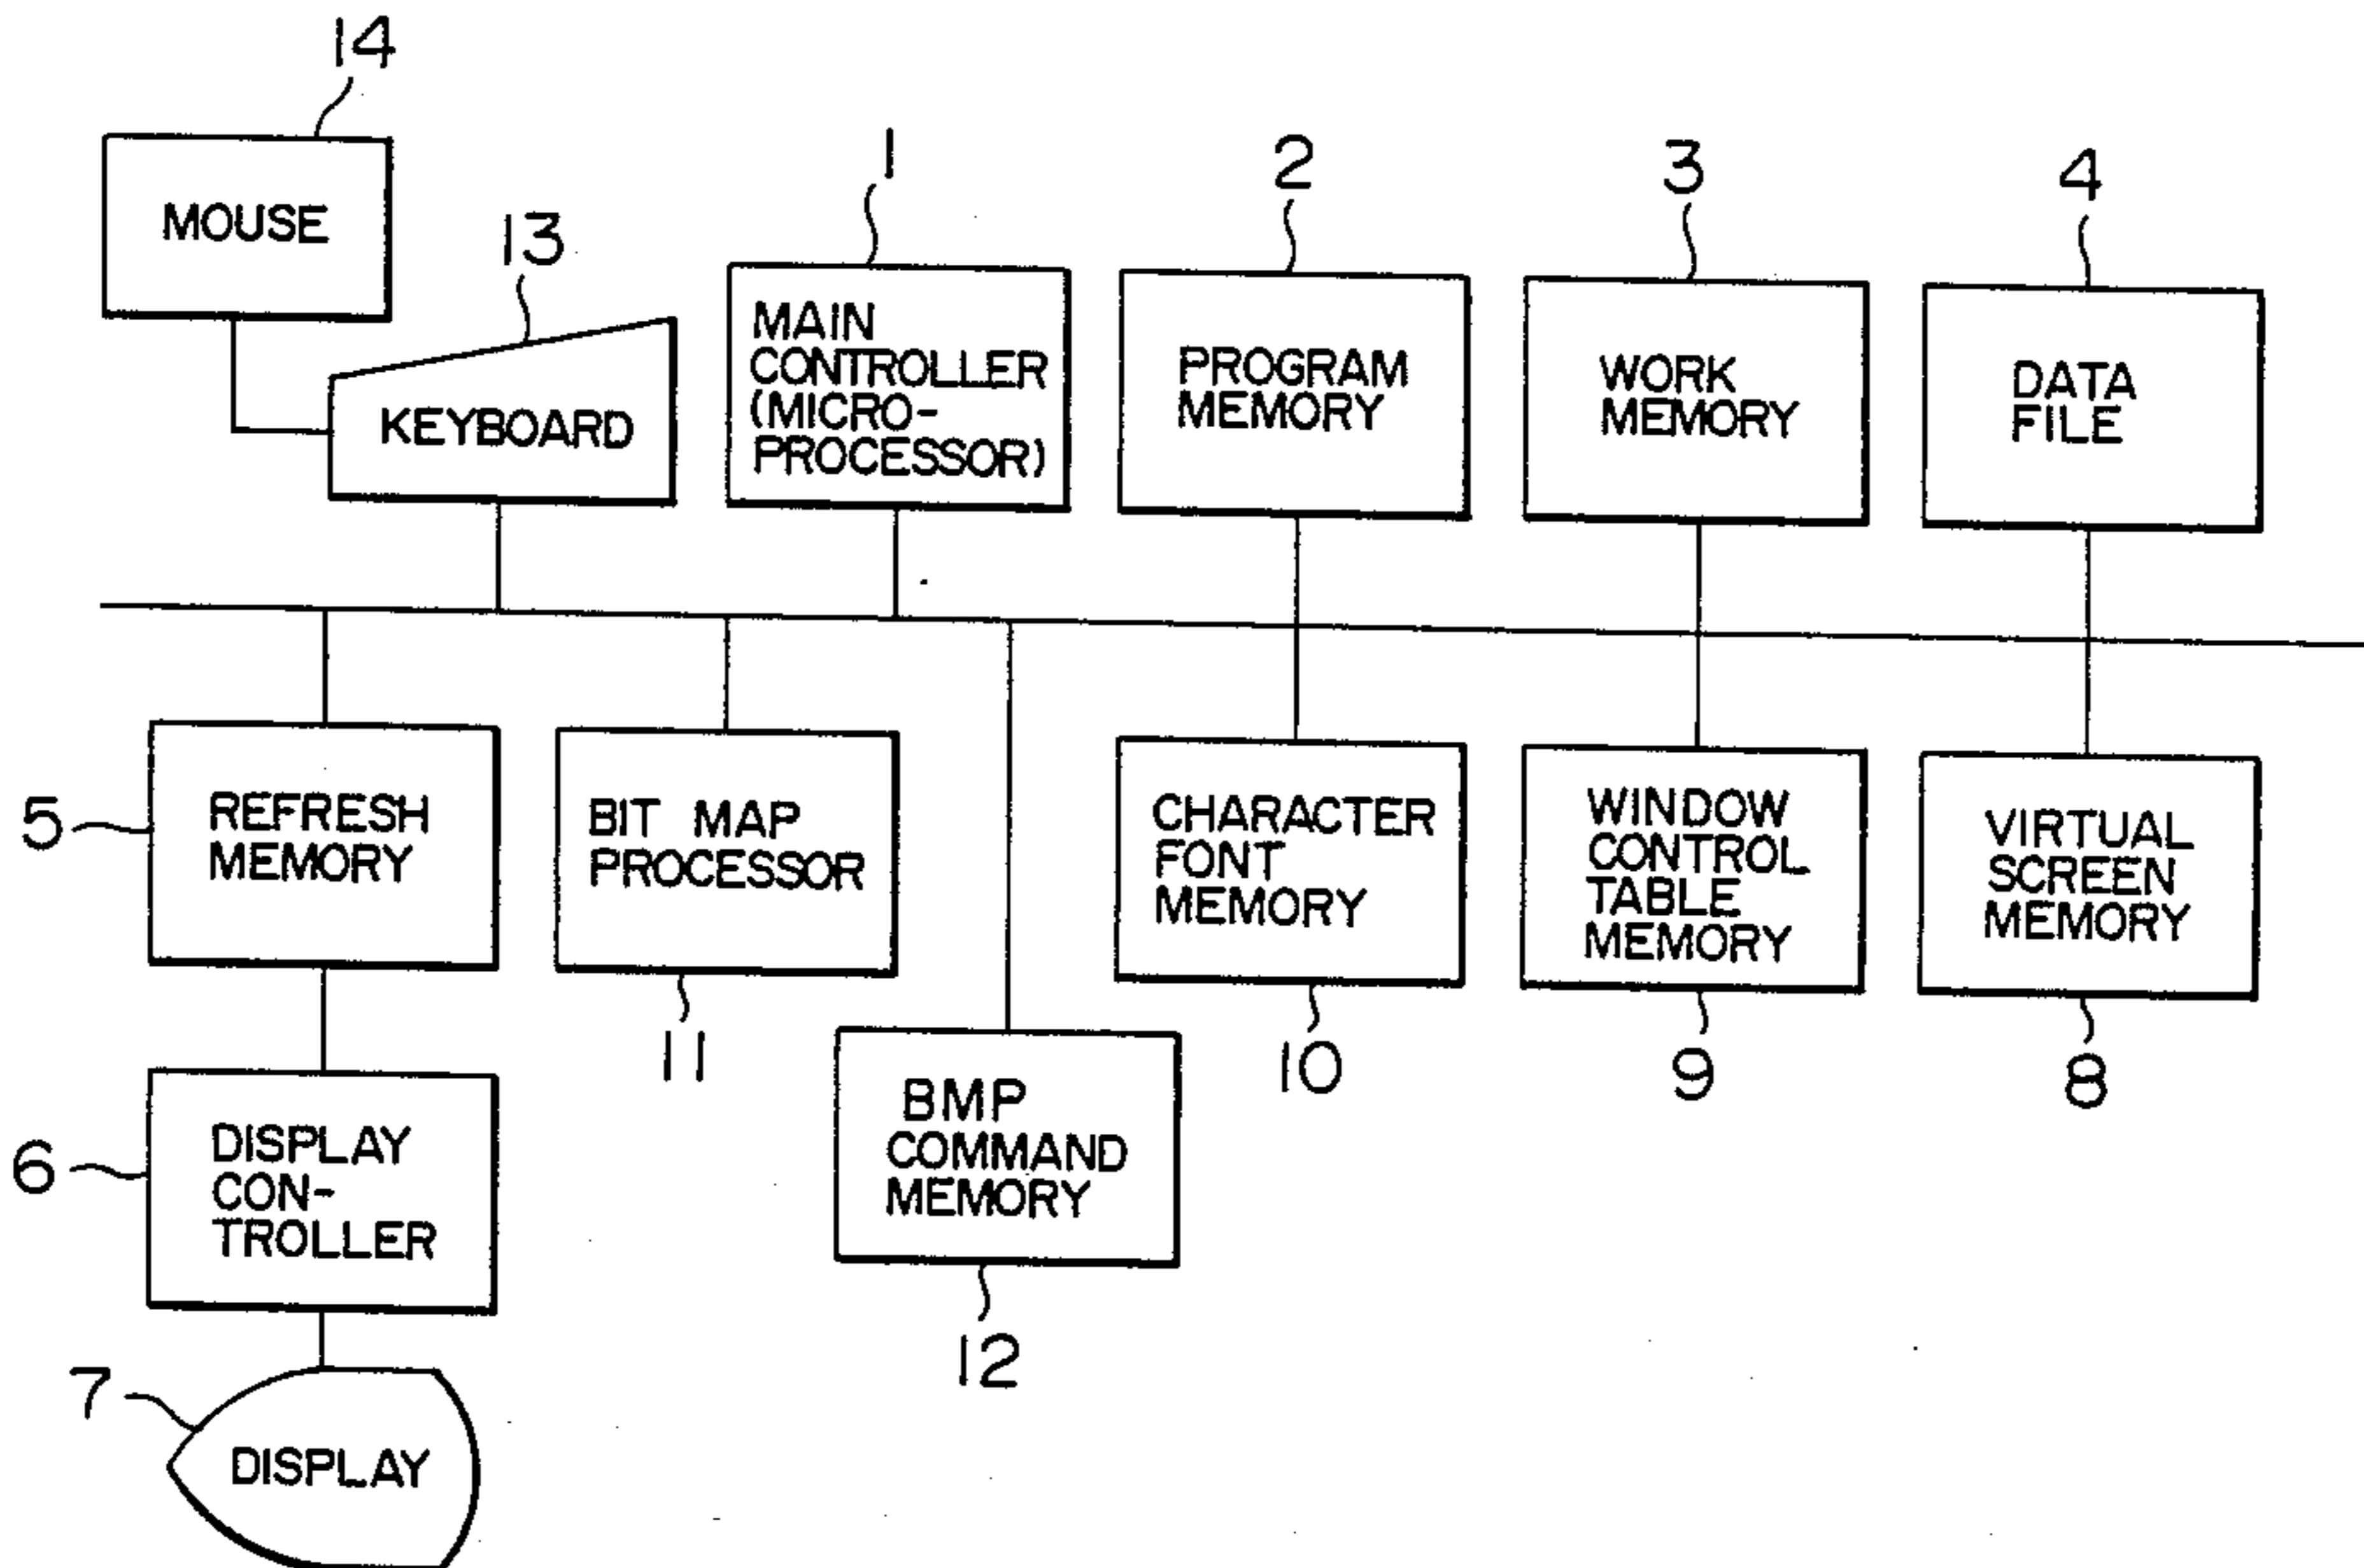 14
MOUSE
13
KEYBOARD
1
MAIN
CONTROLLER
(MICRO-
PROCESSOR)
2
PROGRAM
MEMORY
3
WORK
MEMORY
4
DATA
FILE
5
REFRESH
MEMORY
BIT MAP
PROCESSOR
11
CHARACTER
FONT
MEMORY
10
WINDOW
CONTROL
TABLE
MEMORY
9
VIRTUAL
SCREEN
MEMORY
8
6
DISPLAY
CON-
TROLLER
BMP
COMMAND
MEMORY
12
7
DISPLAY